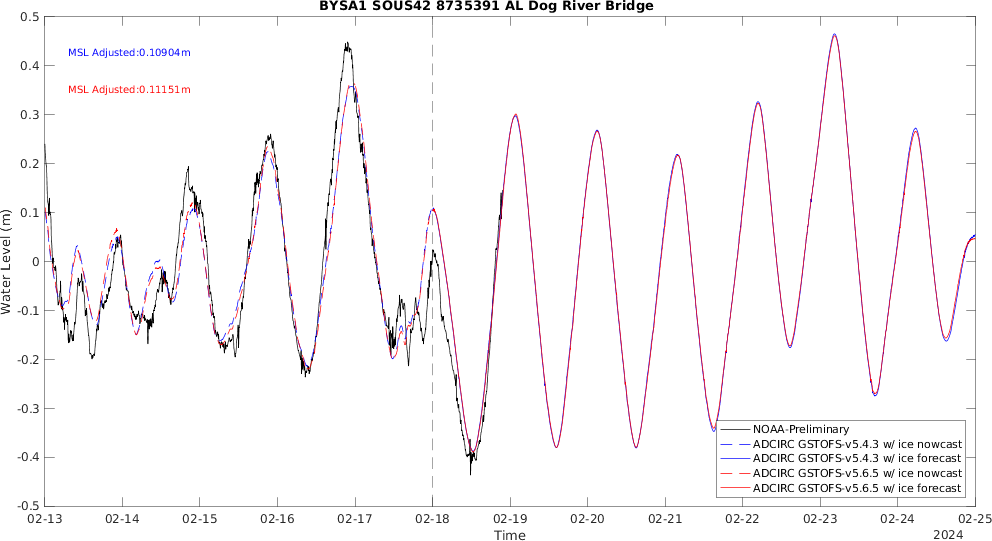 BYSA1 SOUS42 8735391 AL Dog River Bridge
MSL Adjusted:0.10904m
MSL Adjusted:0.11151m
Water Level (m)
0.5
0.4
0.3
0.2
0.1
0
-0.1
-0.2
-0.3
-0.4
-0.5
NOAA-Preliminary
ADCIRC GSTOFS-v5.4.3 w/ ice nowcast
ADCIRC GSTOFS-v5.4.3 w/ ice forecast
ADCIRC GSTOFS-v5.6.5 w/ ice nowcast
ADCIRC GSTOFS-v5.6.5 w/ ice forecast
02-13 02-14 02-15 02-16 02-17 02-18 02-19 02-20 02-21 02-22 02-23 02-24 02-25
Time
2024